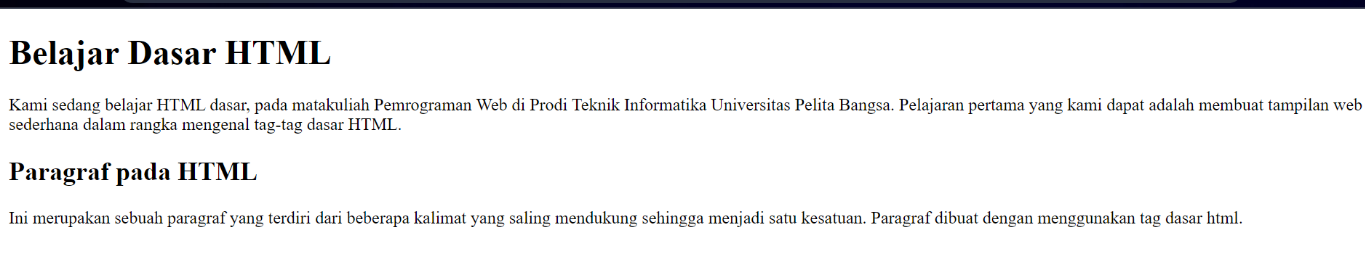 Belajar Dasar HTML
Kami sedang belajar HTML dasar, pada matakuliah Pemrograman Web di Prodi Teknik Informatika Universitas Pelita Bangsa. Pelajaran pertama yang kami dapat adalah membuat tampilan web
sederhana dalam rangka mengenal tag-tag dasar HTML.
Paragraf pada HTML
Ini merupakan sebuah paragraf yang terdiri dari beberapa kalimat yang saling mendukung sehingga menjadi satu kesatuan. Paragraf dibuat dengan menggunakan tag dasar html.